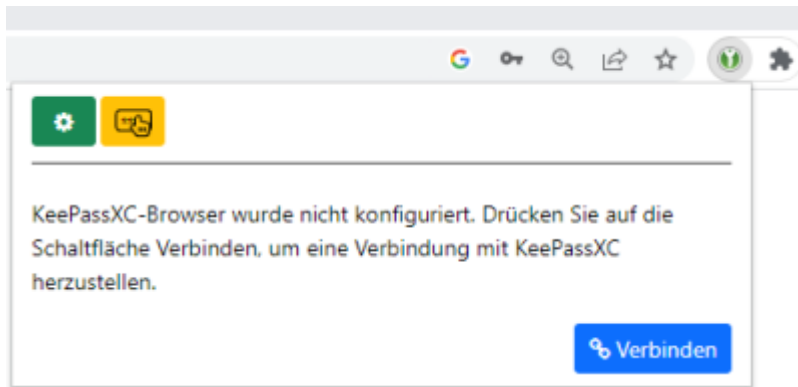 KeePassXC-Browser wurde nicht konfiguriert. Drücken Sie auf die
Schaltfläche Verbinden, um eine Verbindung mit KeePassXC
herzustellen.
Verbinden